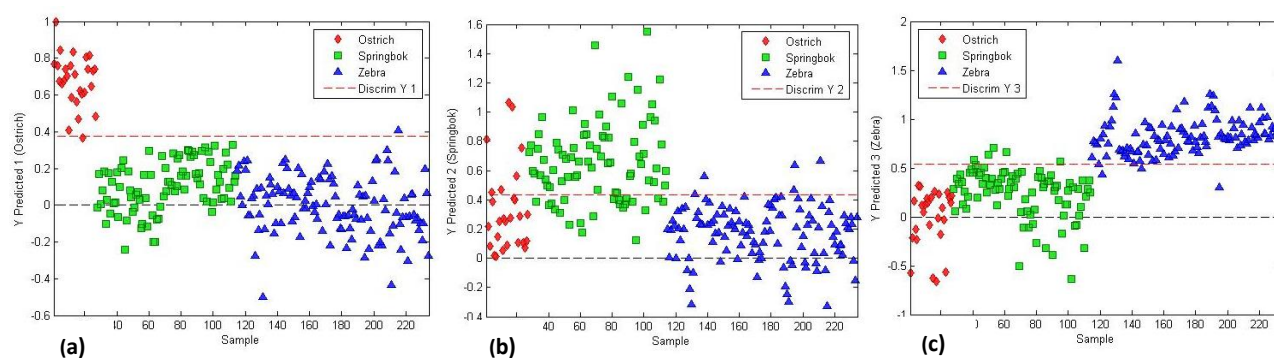 Y Predicted 1 (Ostrich)
1
0.8
0.6
0.4
0.2
0
-0.2
-0.4
-0.6
Ostrich
Springbok
Zebra
Discrim Y 1
40 60 80 100 120 140 160 180 200 220
Sample
(a)
Y Predicted 2 (Springbok)
1.6
1.4
1.2
1
0.8
0.6
0.4
0.2
0
-0.2
-0.4
Ostrich
Springbok
Zebra
Discrim Y 2
40 60 80 100 120 140 160 180 200 220
Sample
(b)
Y Predicted 3 (Zebra)
2
1.5
1
0.5
0
-0.5
-1
Ostrich
Springbok
Zebra
Discrim Y 3
60 80 100 120 140 160 180 200 220
Sample
(c)